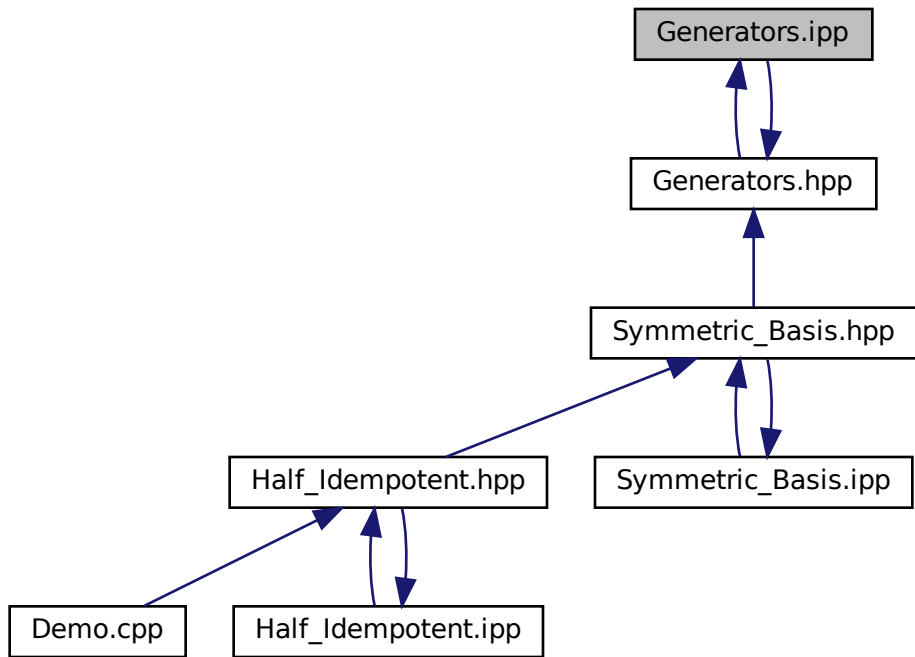 Generators.ipp
Generators.hpp
Symmetric_Basis.hpp
Half_Idempotent.hpp
Symmetric_Basis.ipp
Demo.cpp
Half_Idempotent.ipp